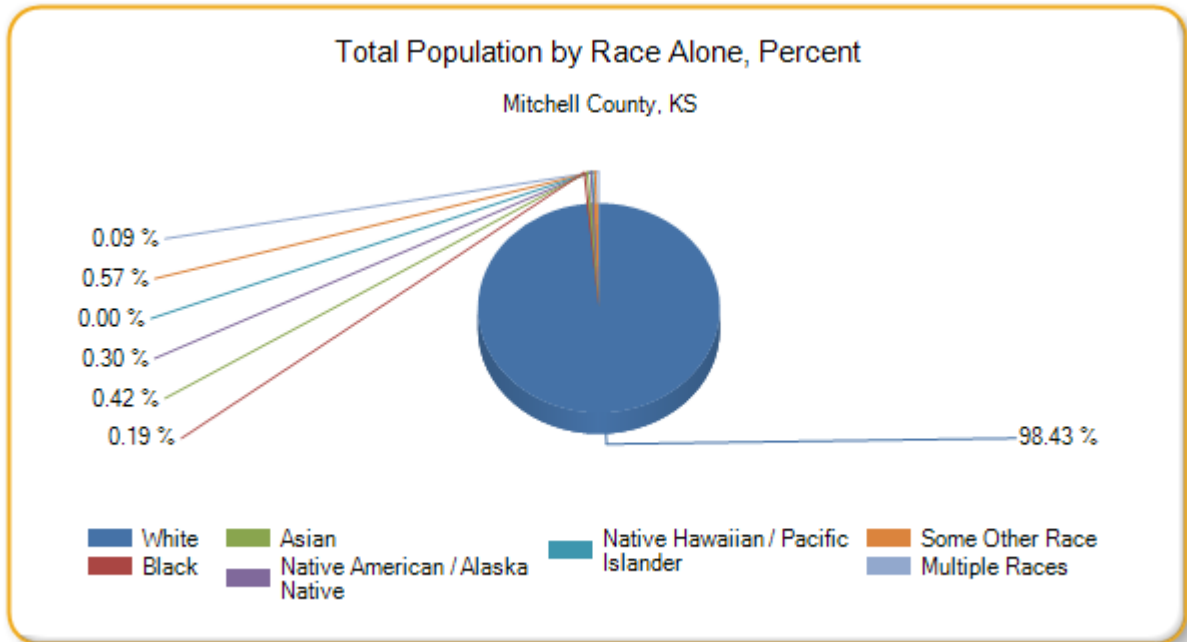 Total Population by Race Alone, Percent
Mitchell County, KS
0.09 %
0.57 %
0.00 %
0.30 %
0.42 %
0.19 %
98.43 %
White
Black
Asian
Native American / Alaska
Native
Native Hawaiian / Pacific
Islander
Some Other Race
Multiple Races